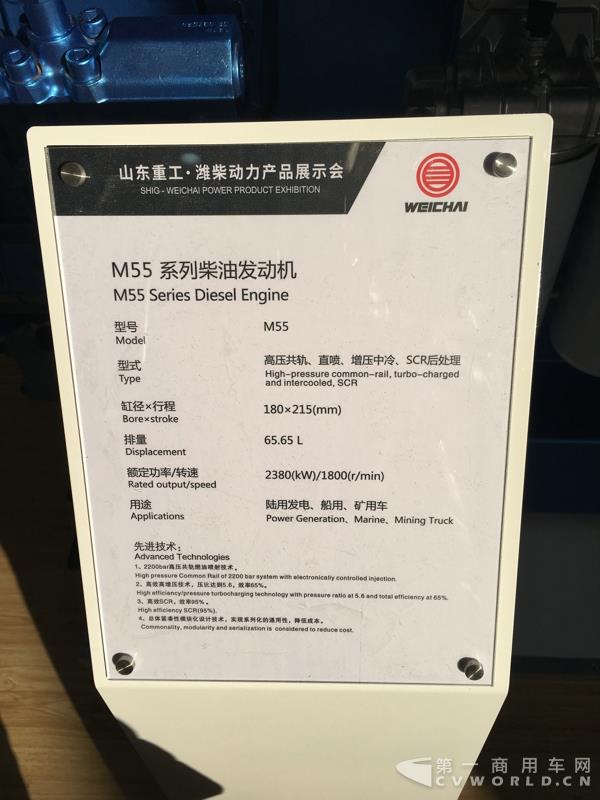 山东重工·潍柴动力产品展示会
SHIG - WEICHAI POWER PRODUCT EXHIBITION
WEICHAI
M55 系列柴油发动机
M55 Series Diesel Engine
型号 M55
Model
型式 高压共轨、直喷、增压中冷、SCR后处理
Type High-pressure common-rail, turbo-charged
and intercooled, SCR
缸径×行程 180×215(mm)
Bore×stroke
排量 65.65 L
Displacement
额定功率/转速 2380(kW)/1800(r/min)
Rated output/speed
用途 陆用发电、船用、矿用车
Applications Power Generation、Marine、Mining Truck
先进技术：
Advanced Technologies
1、2200bar高压共轨燃油喷射技术。
High pressure Common Rail of 2200 bar system with electronically controlled injection.
2、高效高增压技术，压比达到5.6，效率65%。
High efficiency/pressure turbocharging technology with pressure ratio at 5.6 and total efficiency at 65%.
3、高效SCR，效率95%。
High efficiency SCR(95%).
4、总体紧凑性模块化设计技术，实现系列化的通用性，降低成本。
Commonality, modularity and serialization is considered to reduce cost.
第一商用车网
CVWORLD.CN